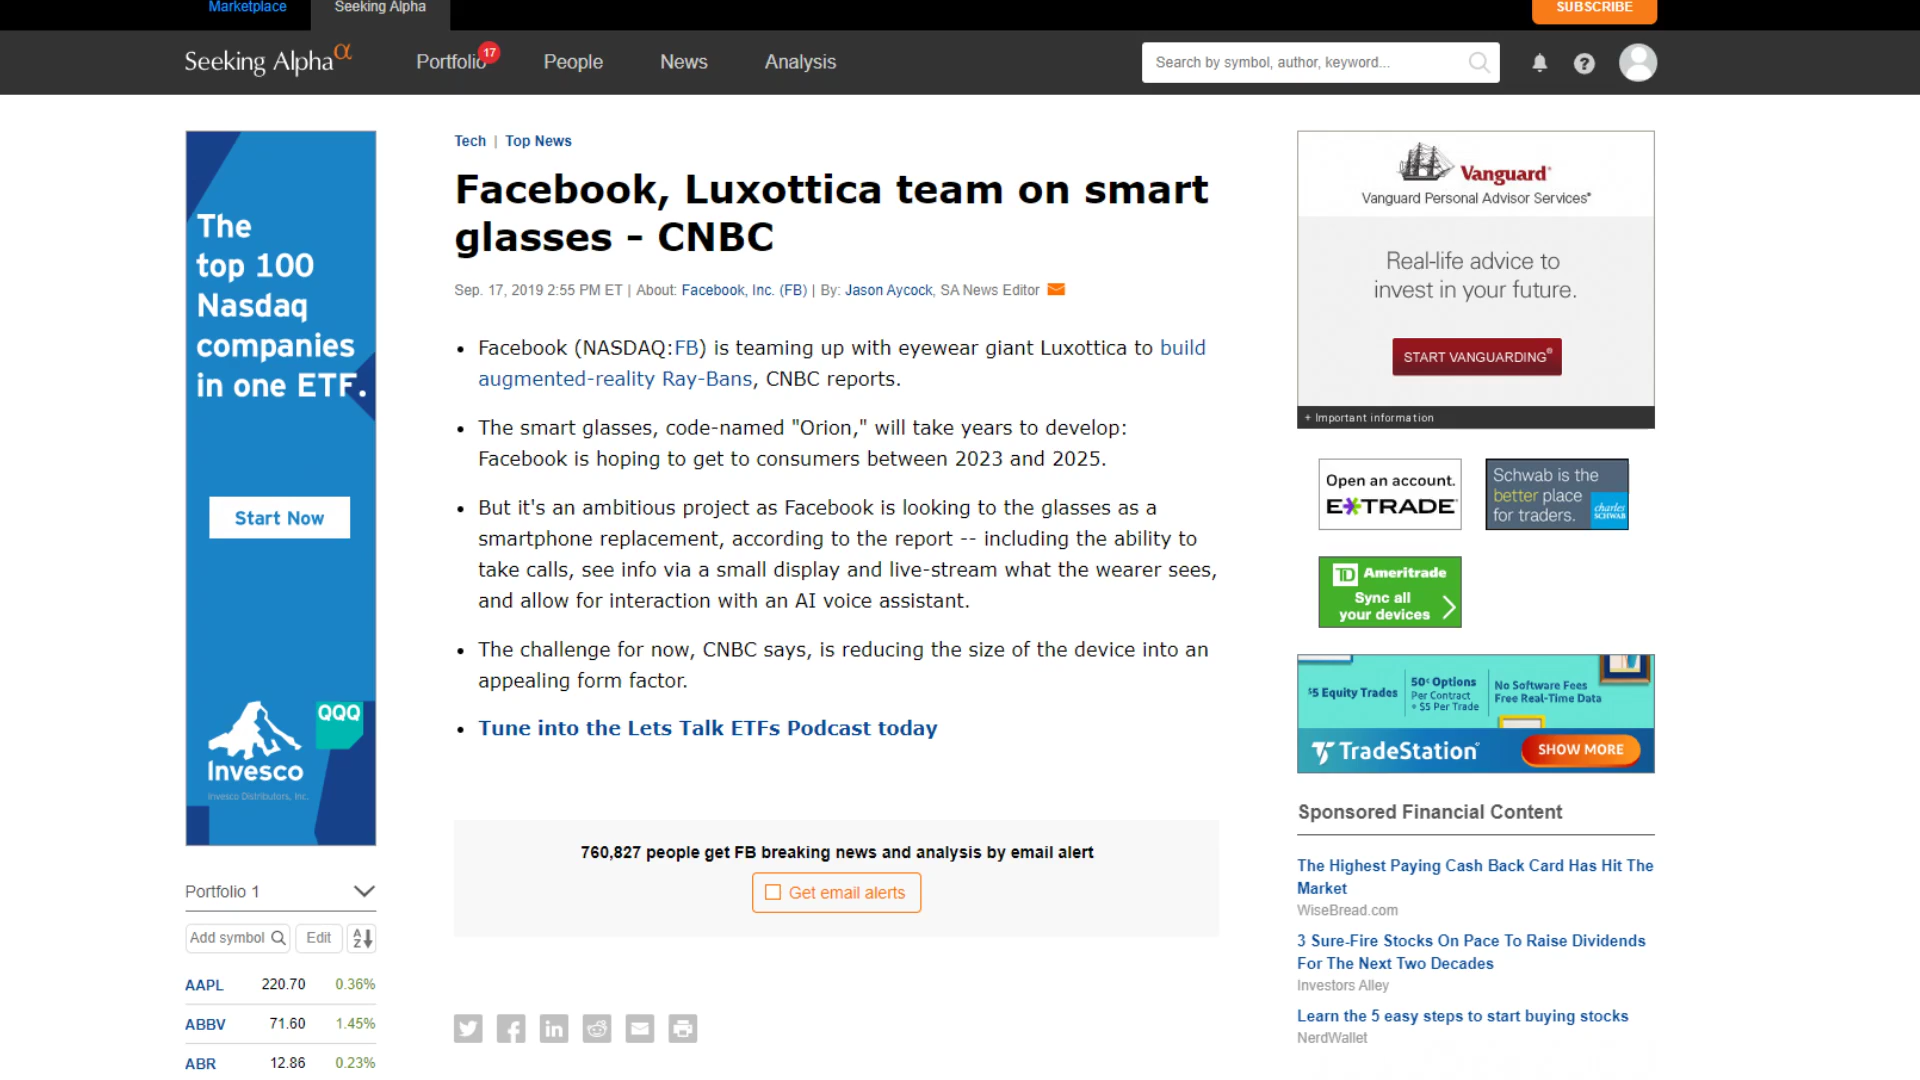 Marketplace
Seeking Alpha
SUBSCRIBE
Seeking Alpha α
Portfolio 17
People
News
Analysis
Search by symbol, author, keyword...
The
top 100
Nasdaq
companies
in one ETF.
Start Now
QQQ
Invesco
Invesco Distributors, Inc.
Portfolio 1
Add symbol
Edit
A
Z
AAPL 220.70 0.36%
ABBV 71.60 1.45%
ABR 12.86 0.23%
Tech | Top News
Facebook, Luxottica team on smart
glasses - CNBC
Sep. 17, 2019 2:55 PM ET | About: Facebook, Inc. (FB) | By: Jason Aycock, SA News Editor
• Facebook (NASDAQ:FB) is teaming up with eyewear giant Luxottica to build
augmented-reality Ray-Bans, CNBC reports.
• The smart glasses, code-named "Orion," will take years to develop:
Facebook is hoping to get to consumers between 2023 and 2025.
• But it's an ambitious project as Facebook is looking to the glasses as a
smartphone replacement, according to the report -- including the ability to
take calls, see info via a small display and live-stream what the wearer sees,
and allow for interaction with an AI voice assistant.
• The challenge for now, CNBC says, is reducing the size of the device into an
appealing form factor.
• Tune into the Lets Talk ETFs Podcast today
760,827 people get FB breaking news and analysis by email alert
Get email alerts
Vanguard®
Vanguard Personal Advisor Services®
Real-life advice to
invest in your future.
START VANGUARDING®
+ Important information
Open an account.
E*TRADE
Schwab is the
better place
for traders.
charles
SCHWAB
TD Ameritrade
Sync all
your devices
$5 Equity Trades
50¢ Options
Per Contract
+ $5 Per Trade
No Software Fees
Free Real-Time Data
TradeStation
SHOW MORE
Sponsored Financial Content
The Highest Paying Cash Back Card Has Hit The
Market
WiseBread.com
3 Sure-Fire Stocks On Pace To Raise Dividends
For The Next Two Decades
Investors Alley
Learn the 5 easy steps to start buying stocks
NerdWallet